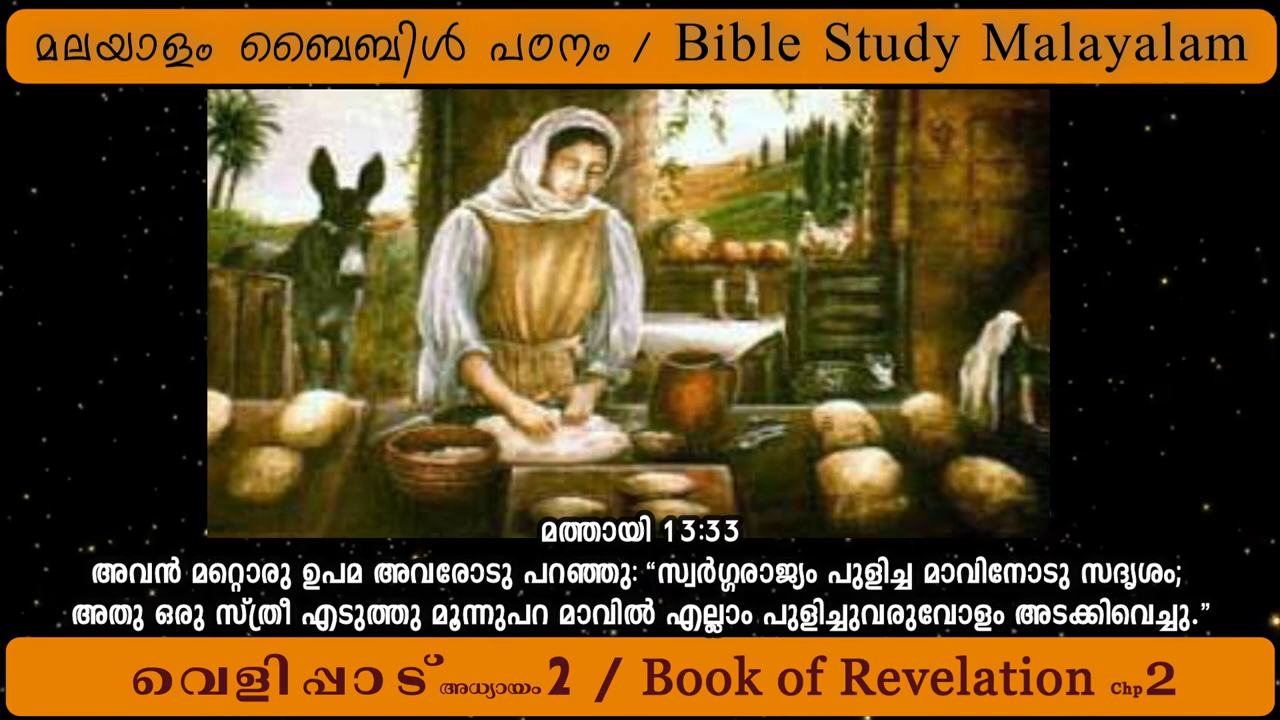 മലയാളം ബൈബിൾ പഠനം / Bible Study Malayalam
മത്തായി 13:33
അവൻ മറ്റൊരു ഉപമ അവരോടു പറഞ്ഞു: “സ്വർഗ്ഗരാജ്യം പുളിച്ച മാവിനോടു സദൃശം;
അതു ഒരു സ്ത്രീ എടുത്തു മൂന്നുപറ മാവിൽ എല്ലാം പുളിച്ചുവരുവോളം അടക്കിവെച്ചു.”
വെളിപ്പാട് അധ്യായം 2 / Book of Revelation Chp 2